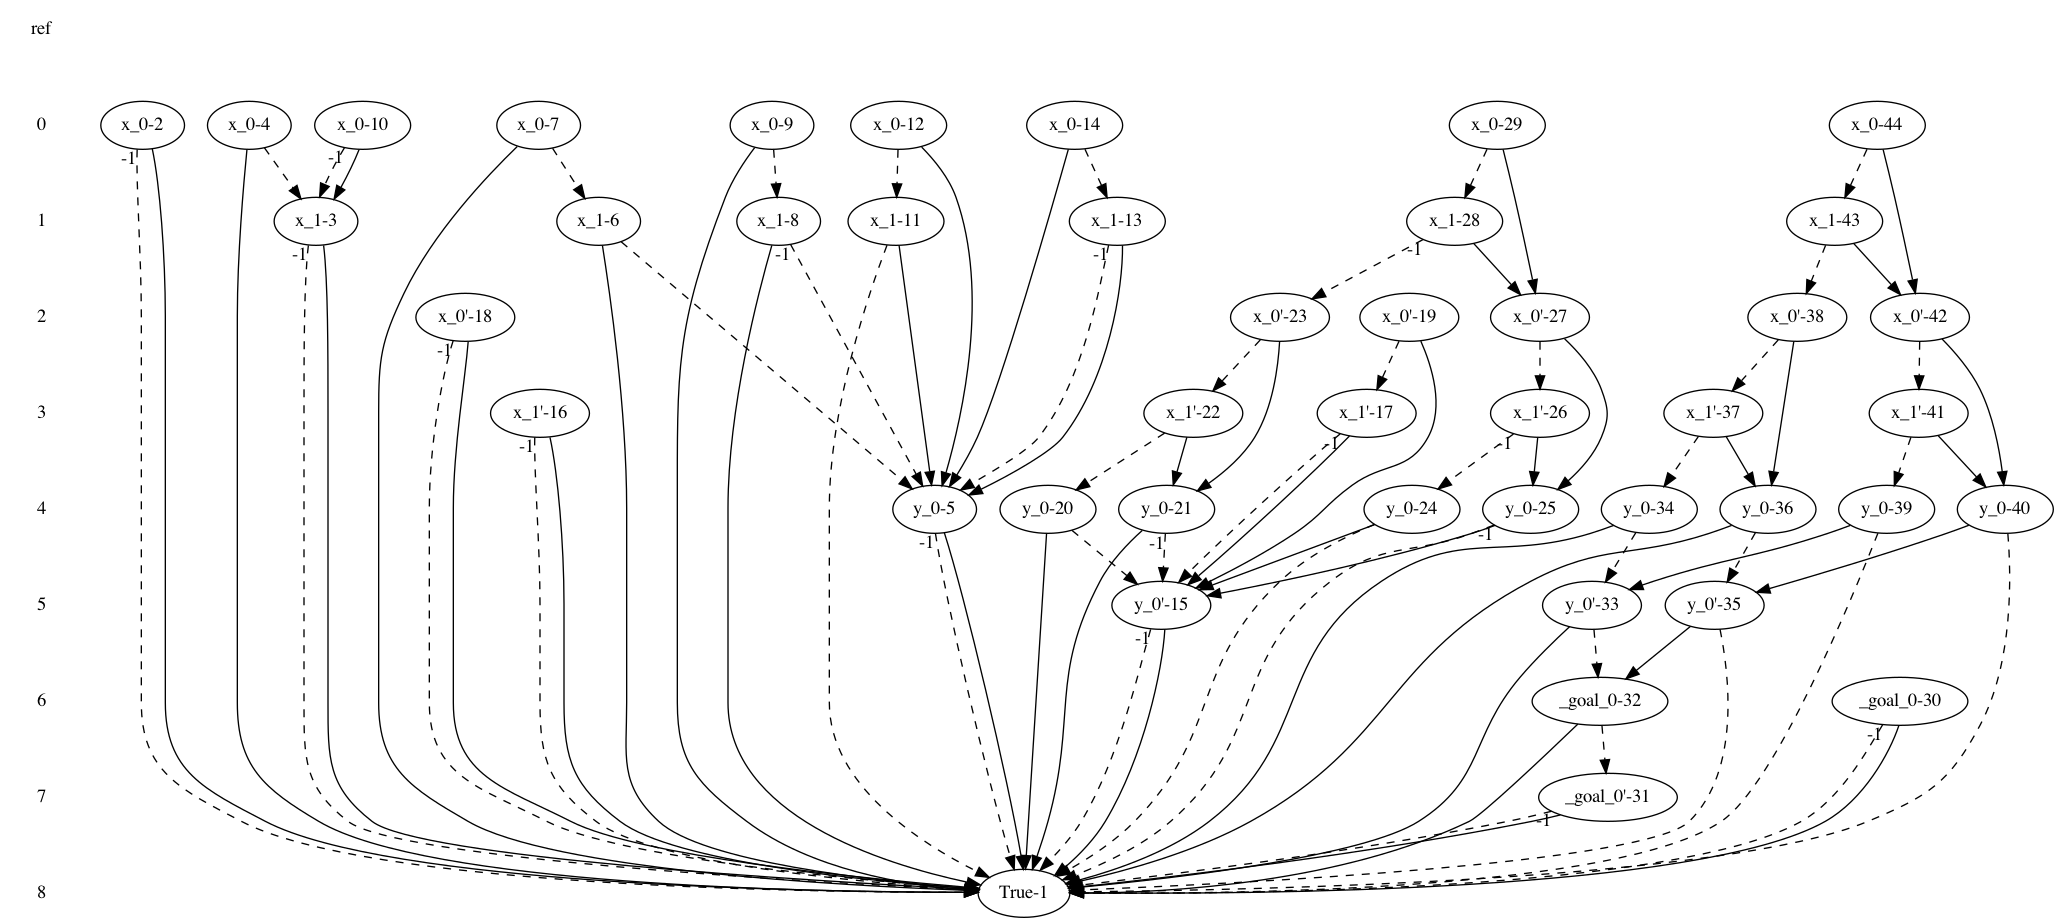 ref
0 x_0-2 x_0-4 x_0-10 x_0-7 x_0-9 x_0-12 x_0-14 x_0-29 x_0-44
-1 -1
1 x_1-3 x_1-6 x_1-8 x_1-11 x_1-13 x_1-28 x_1-43
-1 -1 -1 -1
2 x_0'-18 x_0'-23 x_0'-19 x_0'-27 x_0'-38 x_0'-42
-1
3 x_1'-16 x_1'-22 x_1'-17 x_1'-26 x_1'-37 x_1'-41
-1 -1 -1
4 y_0-5 y_0-20 y_0-21 y_0-24 y_0-25 y_0-34 y_0-36 y_0-39 y_0-40
-1 -1 -1
5 y_0'-15 y_0'-33 y_0'-35
-1
6 _goal_0-32 _goal_0-30
-1
7 _goal_0'-31
-1
8 True-1